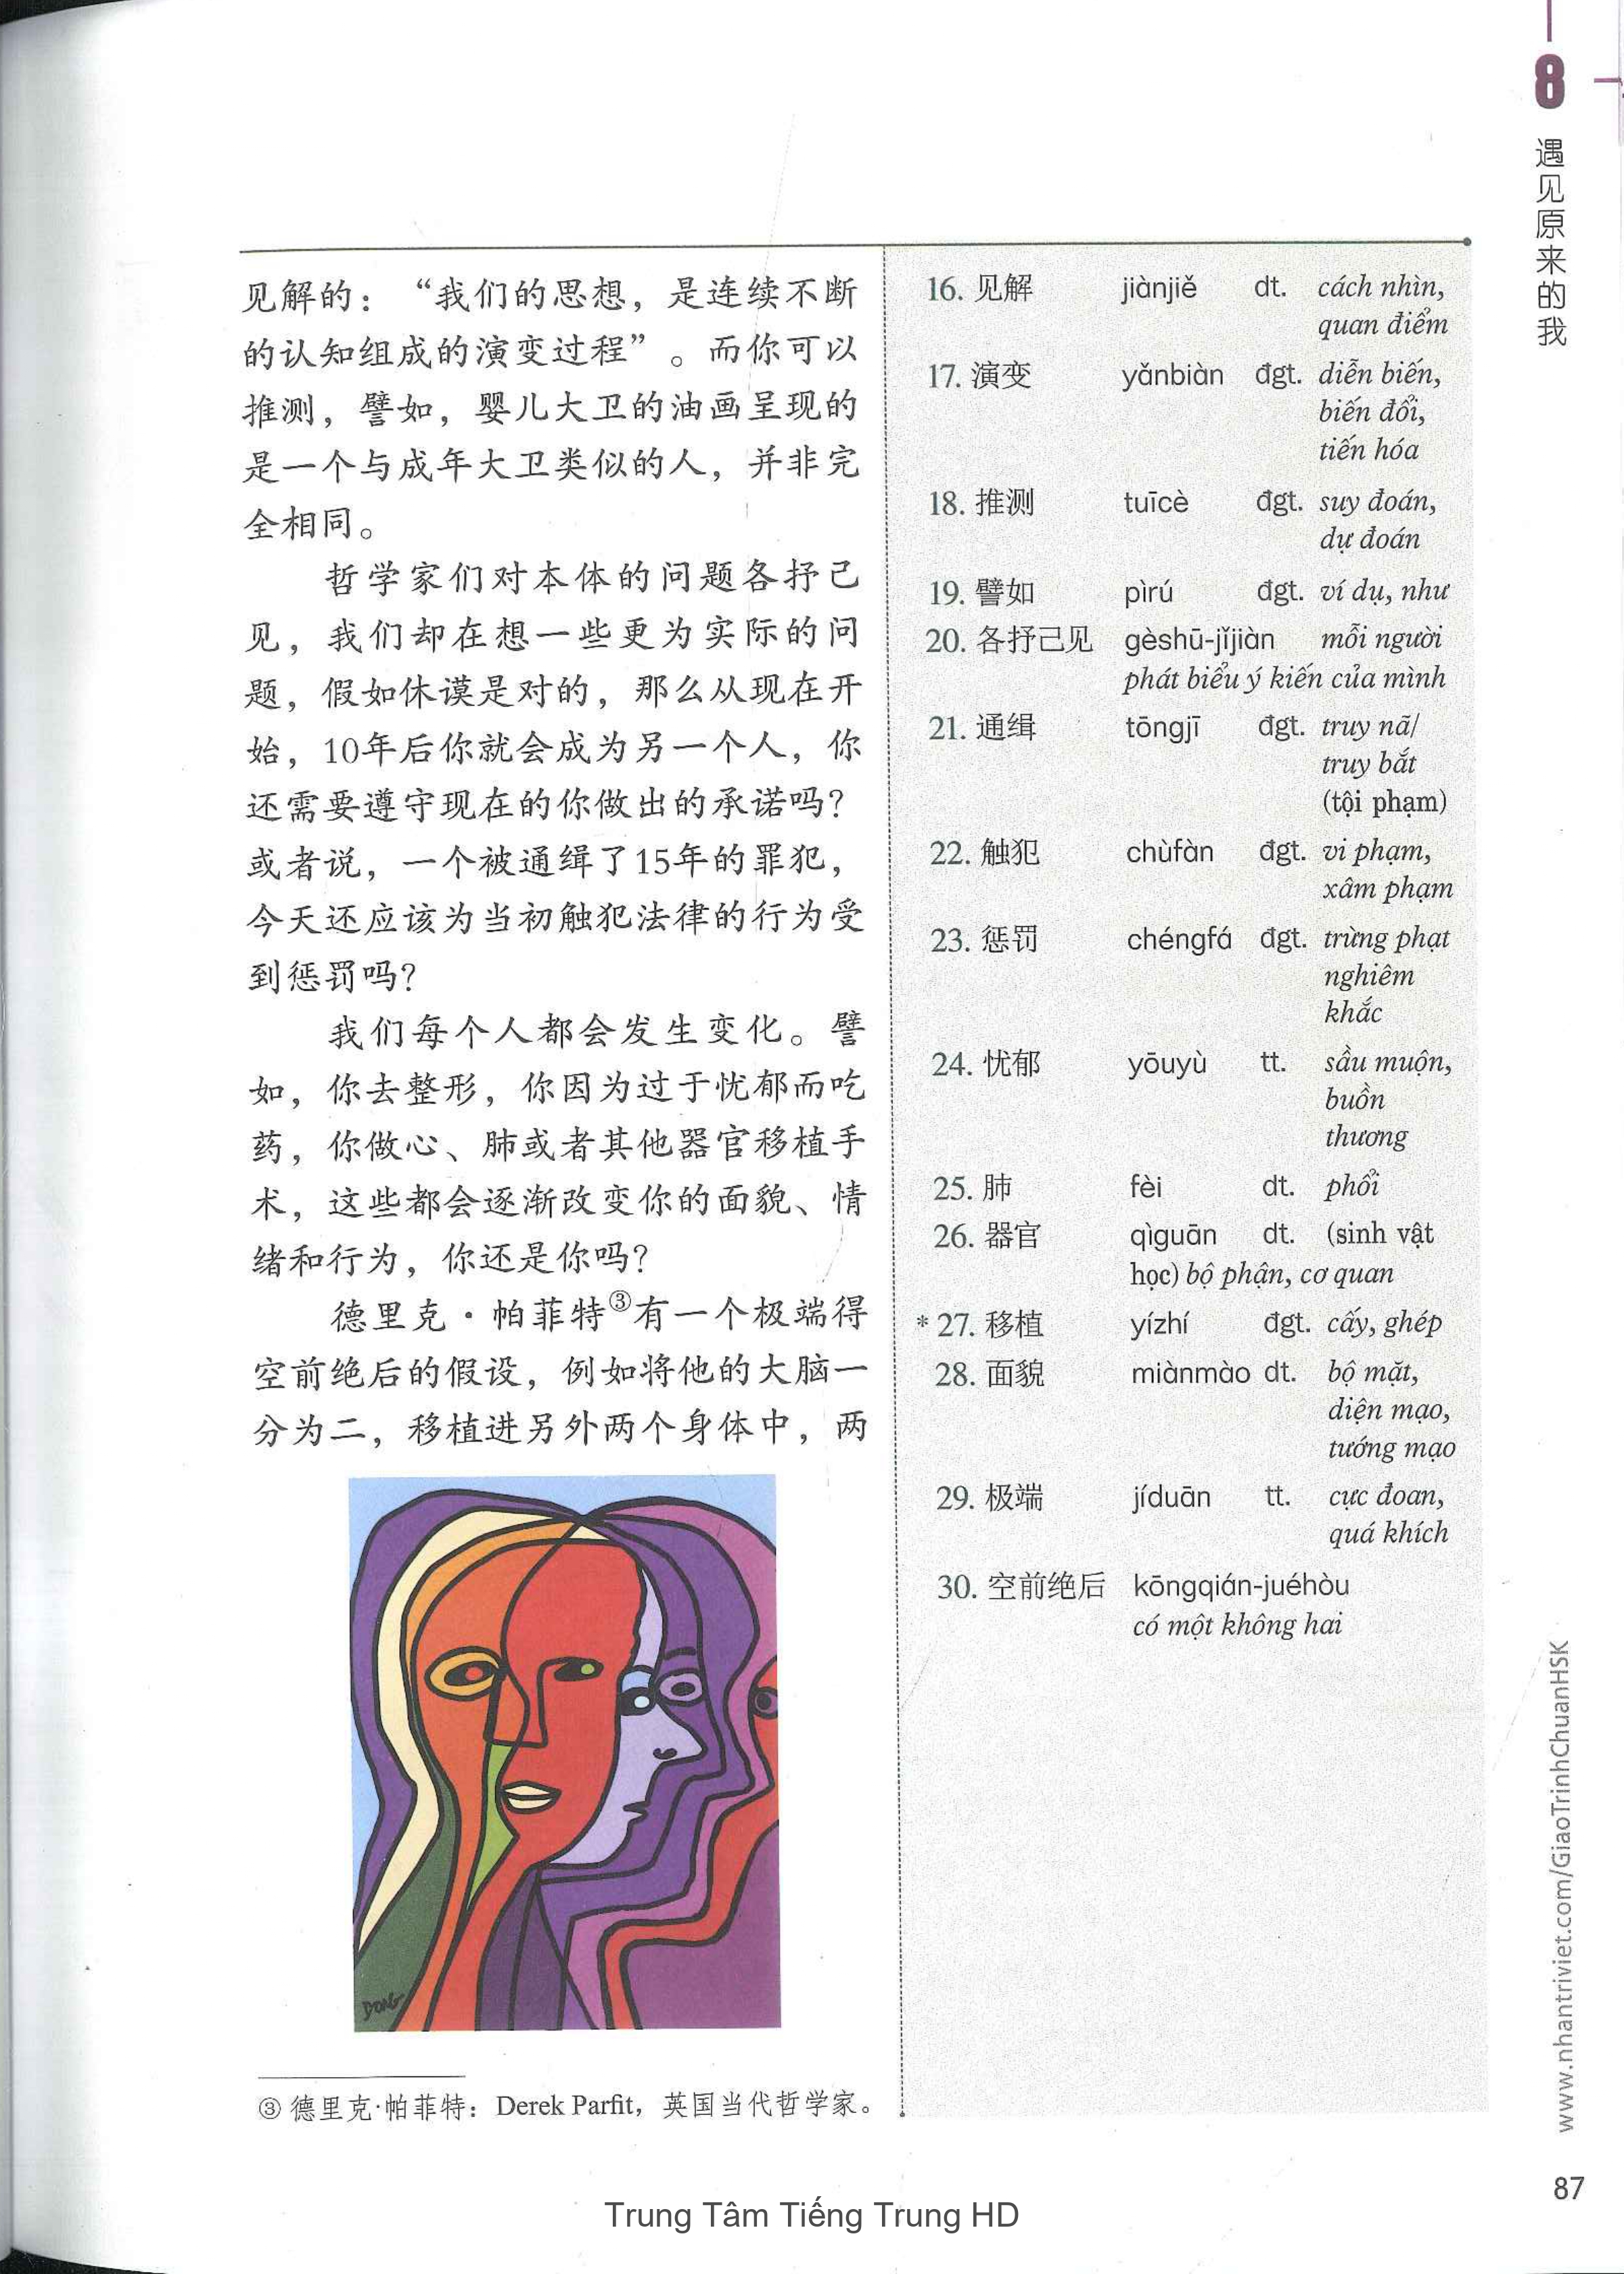 8
遇见原来的我
见解的：“我们的思想，是连续不断
的认知组成的演变过程”。而你可以
推测，譬如，婴儿大卫的油画呈现的
是一个与成年大卫类似的人，并非完
全相同。
哲学家们对本体的问题各抒己
见，我们却在想一些更为实际的问
题，假如休谟是对的，那么从现在开
始，10年后你就会成为另一个人，你
还需要遵守现在的你做出的承诺吗？
或者说，一个被通缉了15年的罪犯，
今天还应该为当初触犯法律的行为受
到惩罚吗？
我们每个人都会发生变化。譬
如，你去整形，你因为过于忧郁而吃
药，你做心、肺或者其他器官移植手
术，这些都会逐渐改变你的面貌、情
绪和行为，你还是你吗？
德里克·帕菲特③有一个极端得
空前绝后的假设，例如将他的大脑一
分为二，移植进另外两个身体中，两
DONG
③ 德里克·帕菲特：Derek Parfit，英国当代哲学家。
16. 见解 jiànjiě dt. cách nhìn,
quan điểm
17. 演变 yǎnbiàn đgt. diễn biến,
biến đổi,
tiến hóa
18. 推测 tuīcè đgt. suy đoán,
dự đoán
19. 譬如 pìrú đgt. ví dụ, như
20. 各抒己见 gèshū-jǐjiàn mỗi người
phát biểu ý kiến của mình
21. 通缉 tōngjī đgt. truy nã/
truy bắt
(tội phạm)
22. 触犯 chùfàn đgt. vi phạm,
xâm phạm
23. 惩罚 chéngfá đgt. trừng phạt
nghiêm
khắc
24. 忧郁 yōuyù tt. sầu muộn,
buồn
thương
25. 肺 fèi dt. phổi
26. 器官 qìguān dt. (sinh vật
học) bộ phận, cơ quan
* 27. 移植 yízhí đgt. cấy, ghép
28. 面貌 miànmào dt. bộ mặt,
diện mạo,
tướng mạo
29. 极端 jíduān tt. cực đoan,
quá khích
30. 空前绝后 kōngqián-juéhòu
có một không hai
www.nhantriviet.com/GiaoTrinhChuanHSK
87
Trung Tâm Tiếng Trung HD